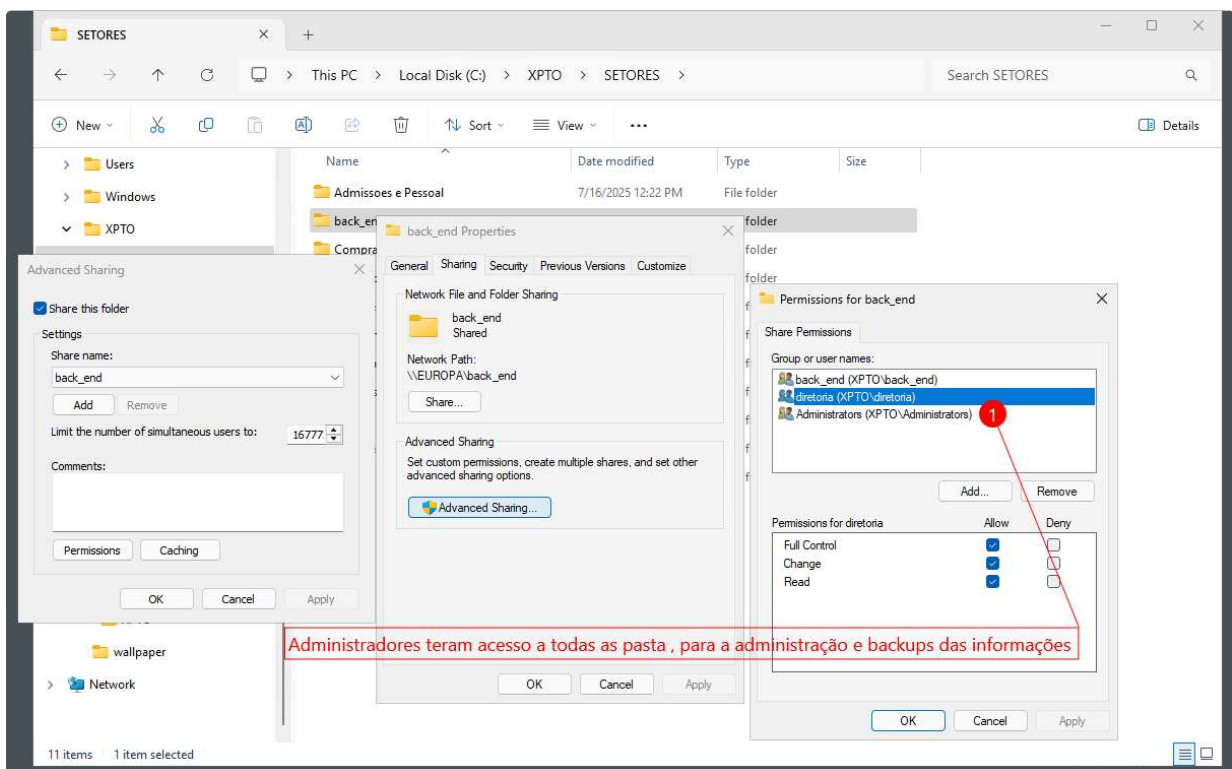 SETORES
This PC > Local Disk (C:) > XPTO > SETORES >
Search SETORES
New
Sort
View
Details
Users
Windows
XPTO
wallpaper
Network
Name
Date modified
Type
Size
Admissoes e Pessoal
7/16/2025 12:22 PM
File folder
back_en
folder
Compra
folder
folder
Advanced Sharing
Share this folder
Settings
Share name:
back_end
Add
Remove
Limit the number of simultaneous users to:
16777
Comments:
Permissions
Caching
OK
Cancel
Apply
back_end Properties
General
Sharing
Security
Previous Versions
Customize
Network File and Folder Sharing
back_end
Shared
Network Path:
\\EUROPA\back_end
Share...
Advanced Sharing
Set custom permissions, create multiple shares, and set other
advanced sharing options.
Advanced Sharing...
OK
Cancel
Apply
Permissions for back_end
Share Permissions
Group or user names:
back_end (XPTO\back_end)
diretoria (XPTO\diretoria)
Administrators (XPTO\Administrators)
1
Add...
Remove
Permissions for diretoria
Allow
Deny
Full Control
Change
Read
OK
Cancel
Apply
Administradores teram acesso a todas as pasta , para a administração e backups das informações
11 items
1 item selected